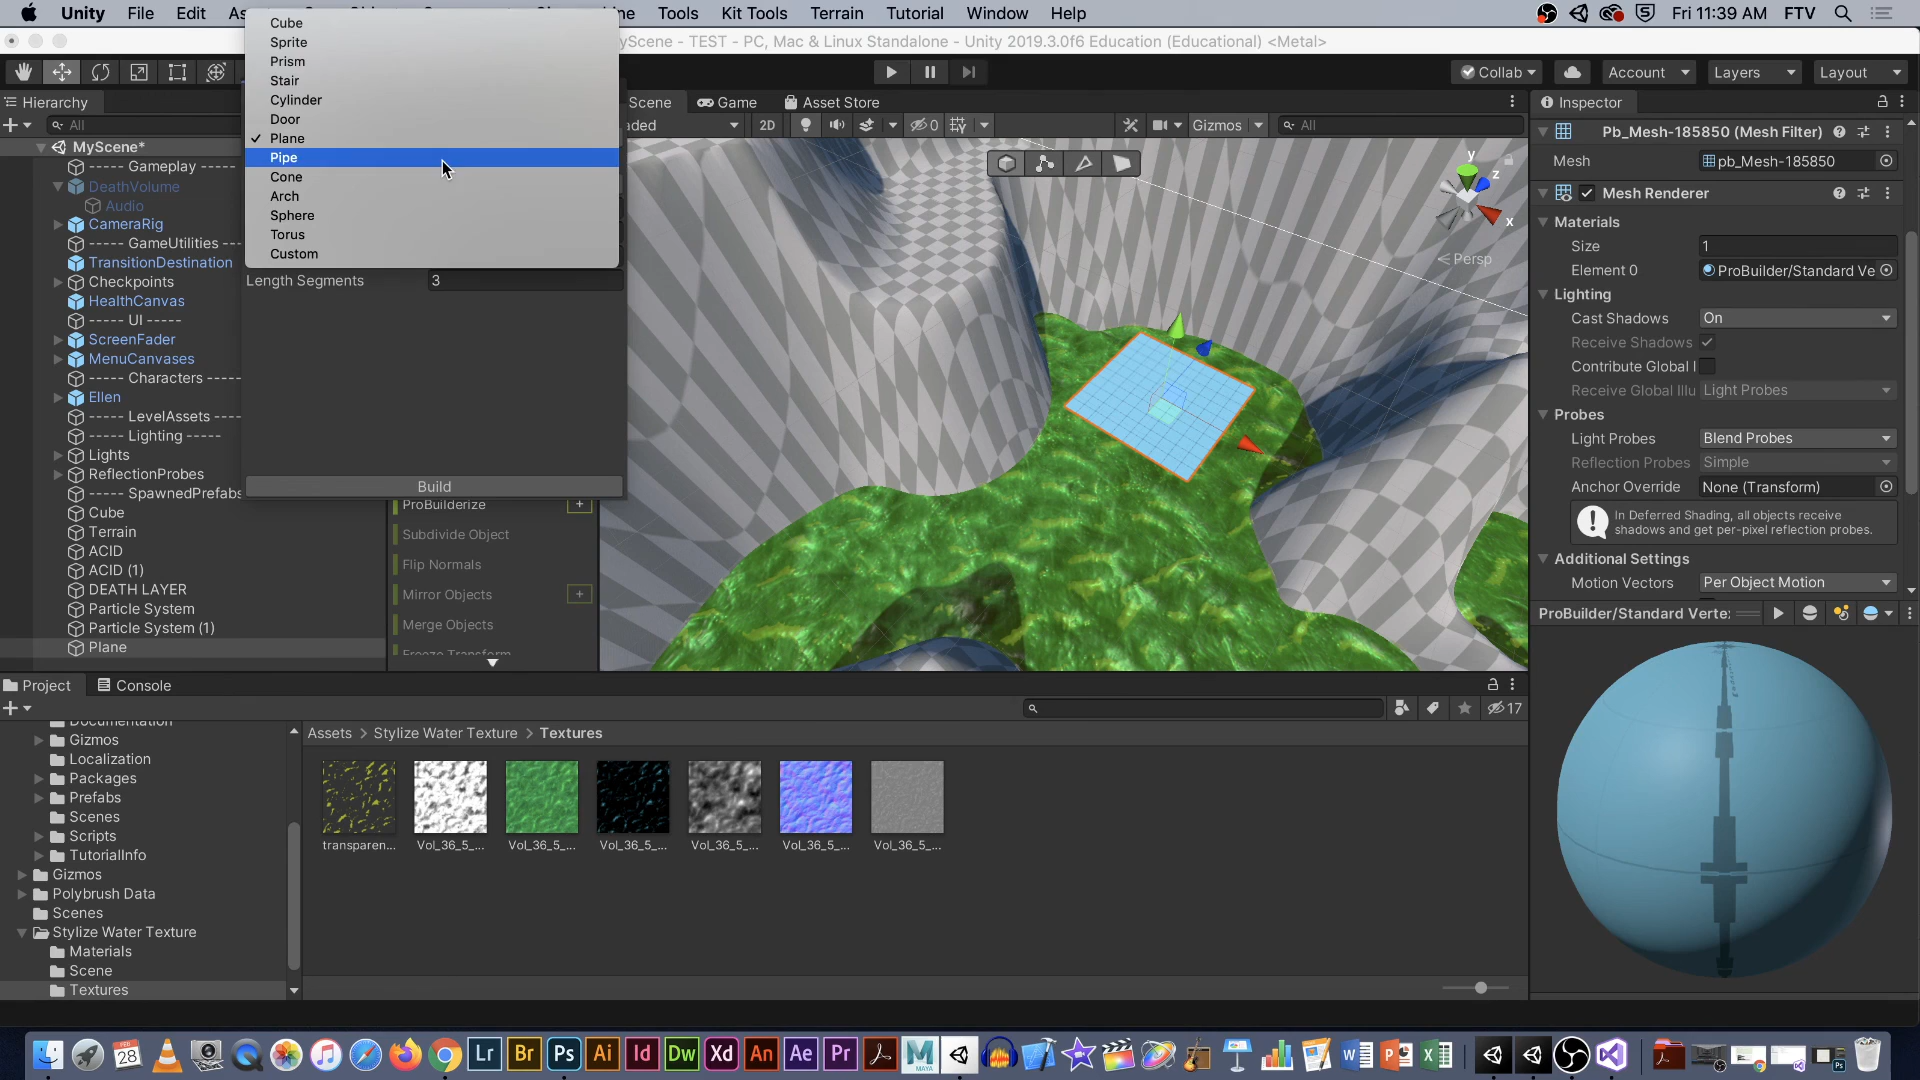 Unity File Edit As Tools Kit Tools Terrain Tutorial Window Help Fri 11:39 AM FTV
yScene - TEST - PC, Mac & Linux Standalone - Unity 2019.3.0f6 Education (Educational) <Metal>
Cube
Sprite
Prism
Stair
Cylinder
Door
Plane
Pipe
Cone
Arch
Sphere
Torus
Custom
Length Segments 3
Build
Collab Account Layers Layout
Hierarchy
All
MyScene*
----- Gameplay -----
DeathVolume
Audio
CameraRig
----- GameUtilities ---
TransitionDestination
Checkpoints
HealthCanvas
----- UI -----
ScreenFader
MenuCanvases
----- Characters -----
Ellen
----- LevelAssets ----
----- Lighting -----
Lights
ReflectionProbes
----- SpawnedPrefabs
Cube
Terrain
ACID
ACID (1)
DEATH LAYER
Particle System
Particle System (1)
Plane
ProBuilderize +
Subdivide Object
Flip Normals
Mirror Objects +
Merge Objects
Freeze Transform
Scene Game Asset Store
aded 2D 0 Gizmos All
y
z
x
Persp
Inspector
Pb_Mesh-185850 (Mesh Filter)
Mesh pb_Mesh-185850
Mesh Renderer
Materials
Size 1
Element 0 ProBuilder/Standard Ve
Lighting
Cast Shadows On
Receive Shadows
Contribute Global I
Receive Global Illu Light Probes
Probes
Light Probes Blend Probes
Reflection Probes Simple
Anchor Override None (Transform)
In Deferred Shading, all objects receive
shadows and get per-pixel reflection probes.
Additional Settings
Motion Vectors Per Object Motion
ProBuilder/Standard Verte:
Project Console
17
Documentation
Gizmos
Localization
Packages
Prefabs
Scenes
Scripts
TutorialInfo
Gizmos
Polybrush Data
Scenes
Stylize Water Texture
Materials
Scene
Textures
Assets > Stylize Water Texture > Textures
transparen... Vol_36_5_... Vol_36_5_... Vol_36_5_... Vol_36_5_... Vol_36_5_... Vol_36_5_...
FEB 28 Lr Br Ps Ai Id Dw Xd An Ae Pr M MAYA W P X